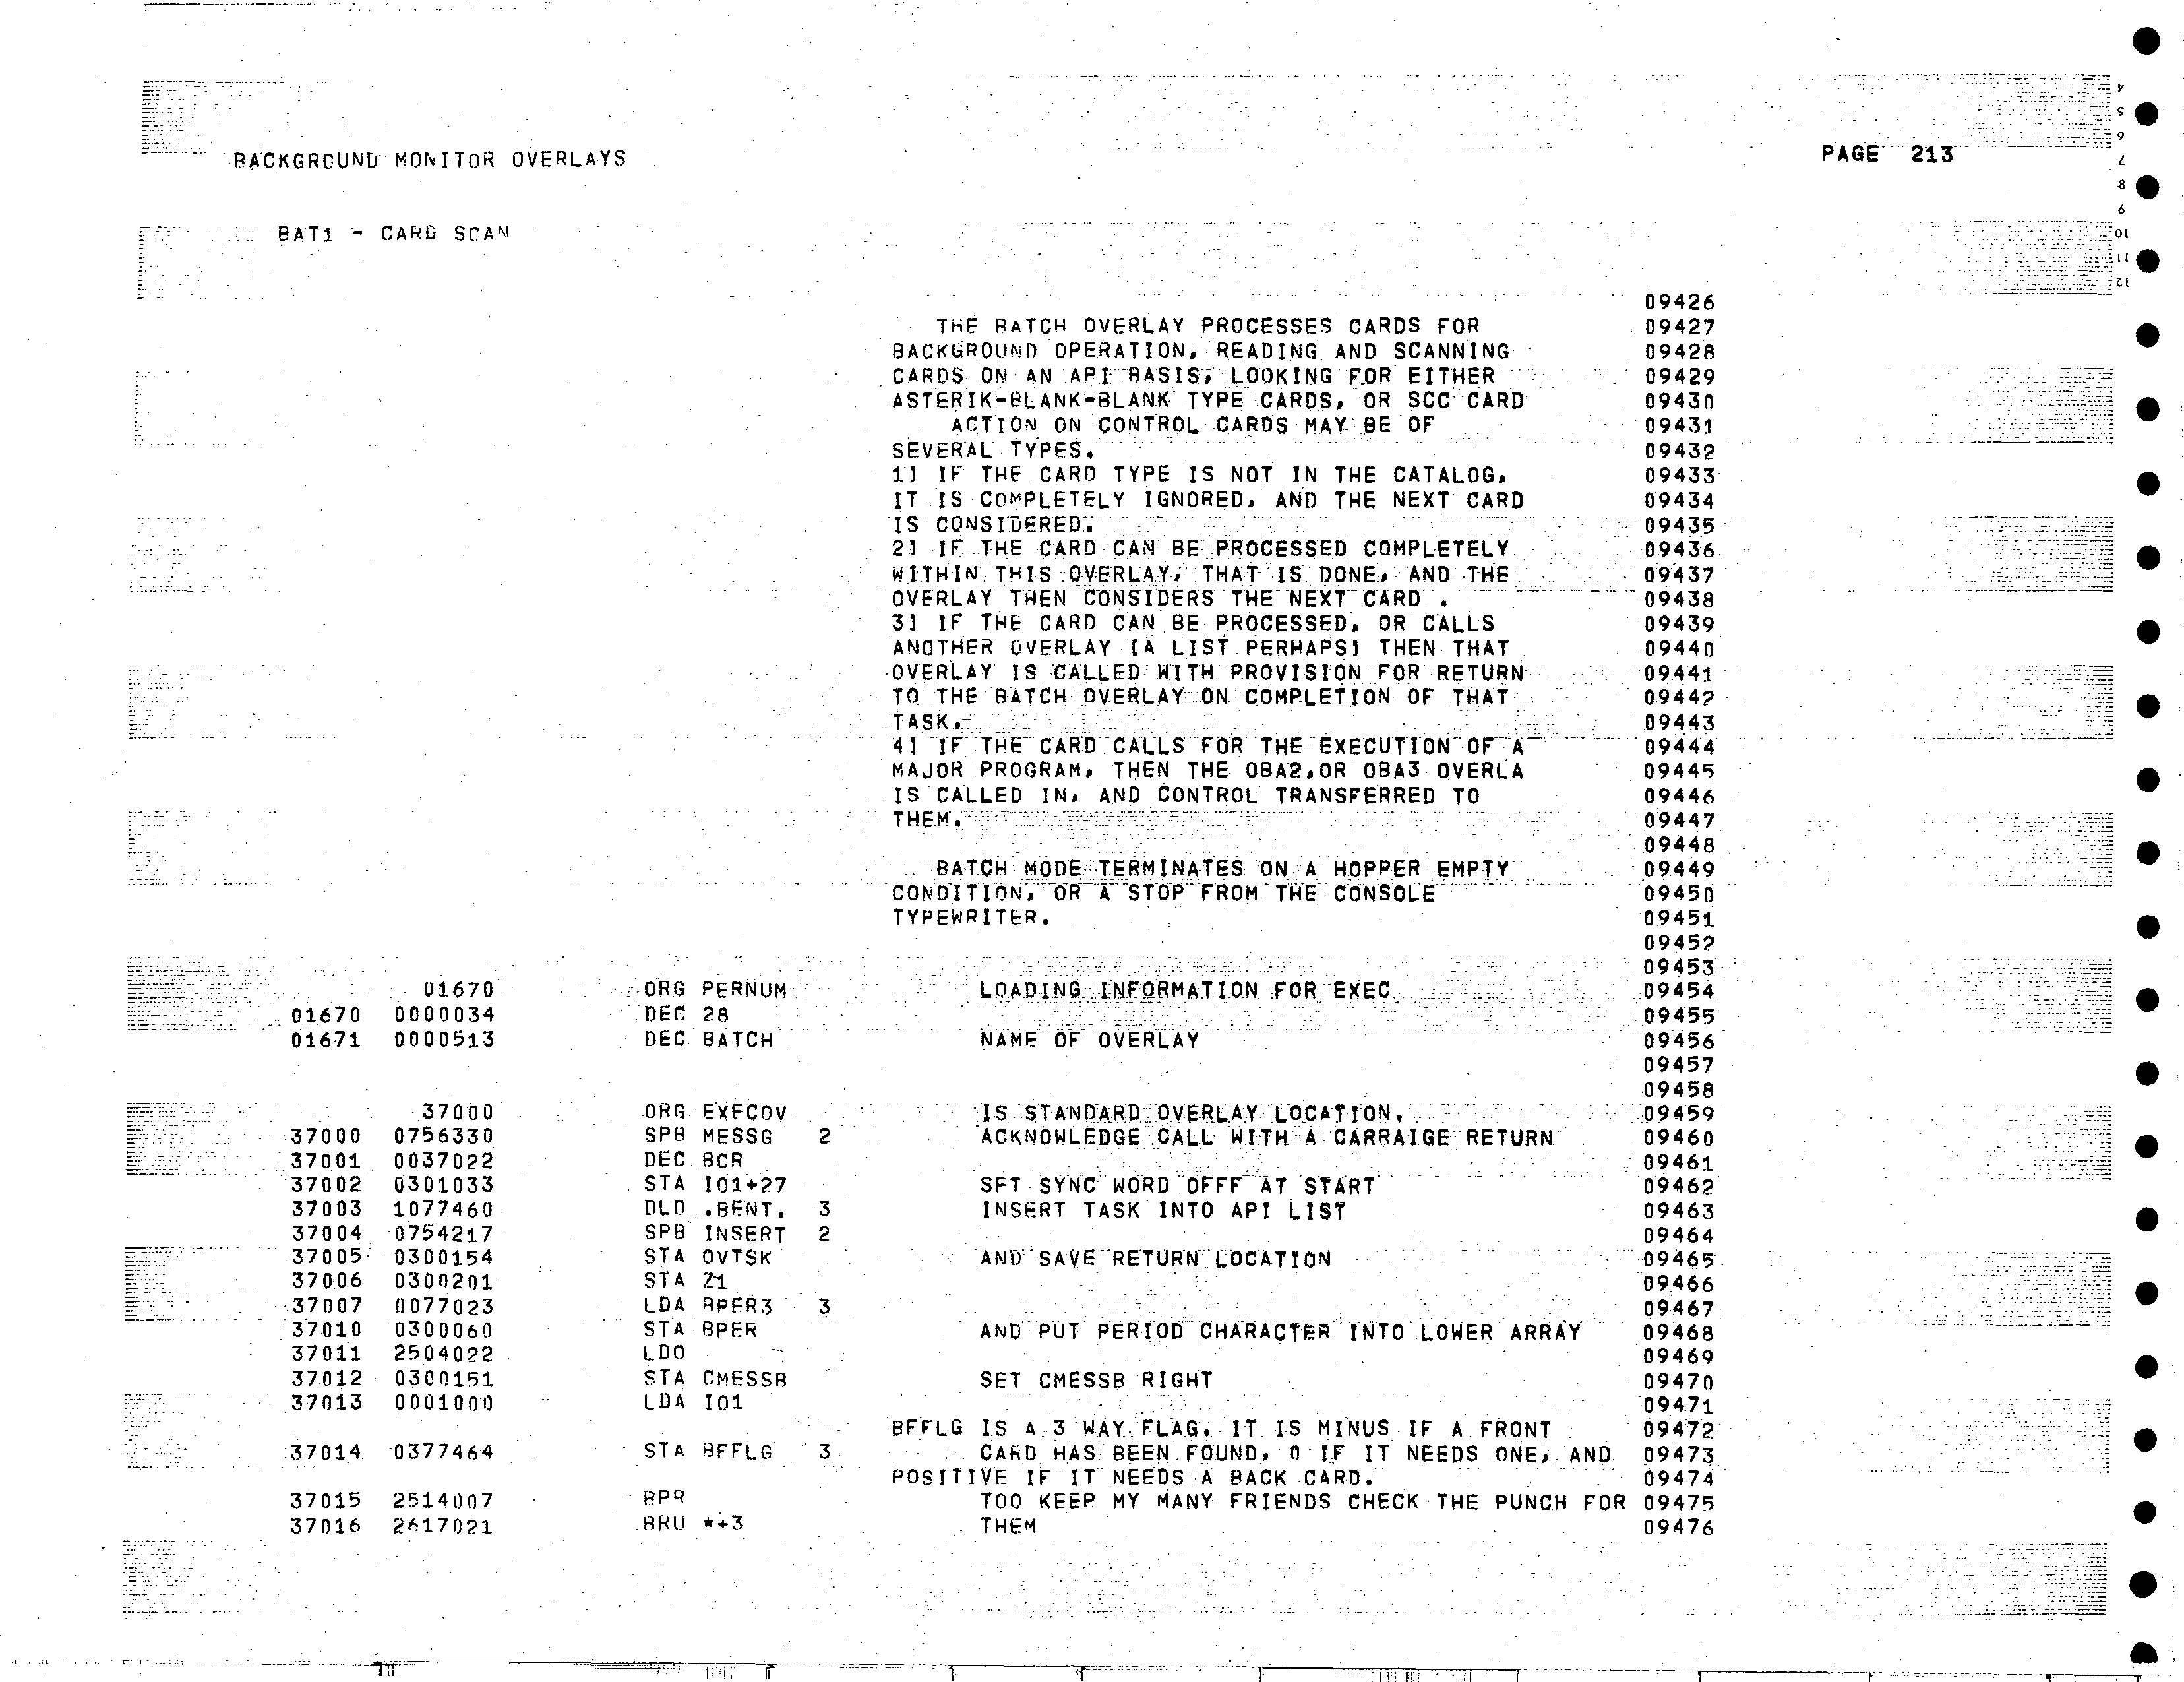 BACKGROUND MONITOR OVERLAYS PAGE 213
BAT1 - CARD SCAN
09426
THE BATCH OVERLAY PROCESSES CARDS FOR 09427
BACKGROUND OPERATION, READING AND SCANNING 09428
CARDS ON AN API BASIS, LOOKING FOR EITHER 09429
ASTERIK-BLANK-BLANK TYPE CARDS, OR SCC CARD 09430
ACTION ON CONTROL CARDS MAY BE OF 09431
SEVERAL TYPES. 09432
1] IF THE CARD TYPE IS NOT IN THE CATALOG, 09433
IT IS COMPLETELY IGNORED, AND THE NEXT CARD 09434
IS CONSIDERED. 09435
2] IF THE CARD CAN BE PROCESSED COMPLETELY 09436
WITHIN THIS OVERLAY, THAT IS DONE, AND THE 09437
OVERLAY THEN CONSIDERS THE NEXT CARD . 09438
3] IF THE CARD CAN BE PROCESSED, OR CALLS 09439
ANOTHER OVERLAY [A LIST PERHAPS] THEN THAT 09440
OVERLAY IS CALLED WITH PROVISION FOR RETURN 09441
TO THE BATCH OVERLAY ON COMPLETION OF THAT 09442
TASK. 09443
4] IF THE CARD CALLS FOR THE EXECUTION OF A 09444
MAJOR PROGRAM, THEN THE OBA2,OR OBA3 OVERLA 09445
IS CALLED IN, AND CONTROL TRANSFERRED TO 09446
THEM. 09447
09448
BATCH MODE TERMINATES ON A HOPPER EMPTY 09449
CONDITION, OR A STOP FROM THE CONSOLE 09450
TYPEWRITER. 09451
09452
09453
01670 ORG PERNUM LOADING INFORMATION FOR EXEC 09454
01670 0000034 DEC 28 09455
01671 0000513 DEC BATCH NAME OF OVERLAY 09456
09457
09458
37000 ORG EXECOV IS STANDARD OVERLAY LOCATION. 09459
37000 0756330 SPB MESSG 2 ACKNOWLEDGE CALL WITH A CARRAIGE RETURN 09460
37001 0037022 DEC BCR 09461
37002 0301033 STA IO1+27 SET SYNC WORD OFFF AT START 09462
37003 1077460 DLD .BENT. 3 INSERT TASK INTO API LIST 09463
37004 0754217 SPB INSERT 2 09464
37005 0300154 STA OVTSK AND SAVE RETURN LOCATION 09465
37006 0300201 STA Z1 09466
37007 0077023 LDA BPER3 3 09467
37010 0300060 STA BPER AND PUT PERIOD CHARACTER INTO LOWER ARRAY 09468
37011 2504022 LDO 09469
37012 0300151 STA CMESSB SET CMESSB RIGHT 09470
37013 0001000 LDA IO1 09471
BFFLG IS A 3 WAY FLAG. IT IS MINUS IF A FRONT 09472
37014 0377464 STA BFFLG 3 CARD HAS BEEN FOUND, 0 IF IT NEEDS ONE, AND 09473
POSITIVE IF IT NEEDS A BACK CARD. 09474
37015 2514007 BPR TOO KEEP MY MANY FRIENDS CHECK THE PUNCH FOR 09475
37016 2617021 BRU *+3 THEM 09476
4
5
6
7
8
9
10
11
12